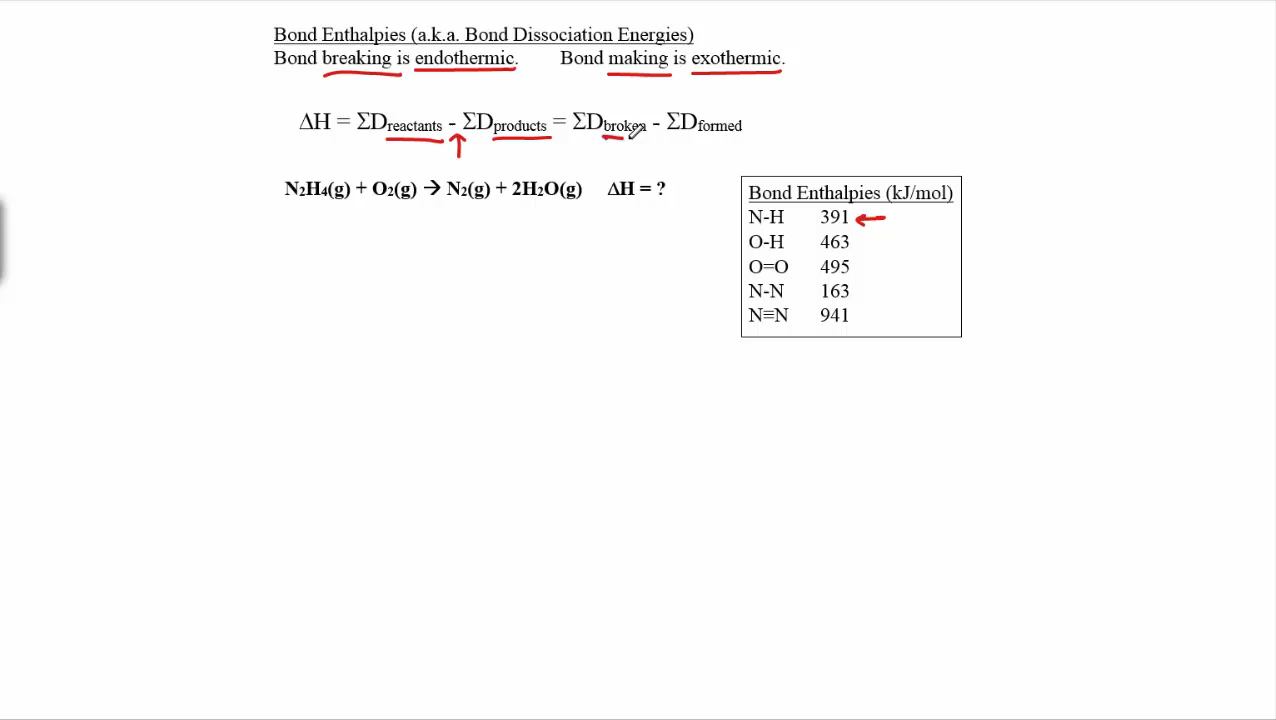 Bond Enthalpies (a.k.a. Bond Dissociation Energies)
Bond breaking is endothermic. Bond making is exothermic.
ΔH = ΣDreactants - ΣDproducts = ΣDbroken - ΣDformed
N₂H₄(g) + O₂(g) → N₂(g) + 2H₂O(g) ΔH = ?
Bond Enthalpies (kJ/mol)
N-H 391
O-H 463
O=O 495
N-N 163
N≡N 941